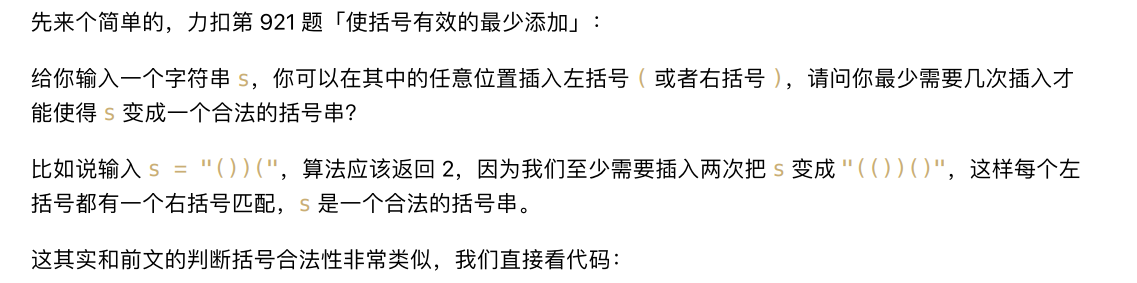 先来个简单的，力扣第 921 题「使括号有效的最少添加」：
给你输入一个字符串 s，你可以在其中的任意位置插入左括号 ( 或者右括号 )，请问你最少需要几次插入才
能使得 s 变成一个合法的括号串？
比如说输入 s = "())("，算法应该返回 2，因为我们至少需要插入两次把 s 变成 "(())()"，这样每个左
括号都有一个右括号匹配，s 是一个合法的括号串。
这其实和前文的判断括号合法性非常类似，我们直接看代码：